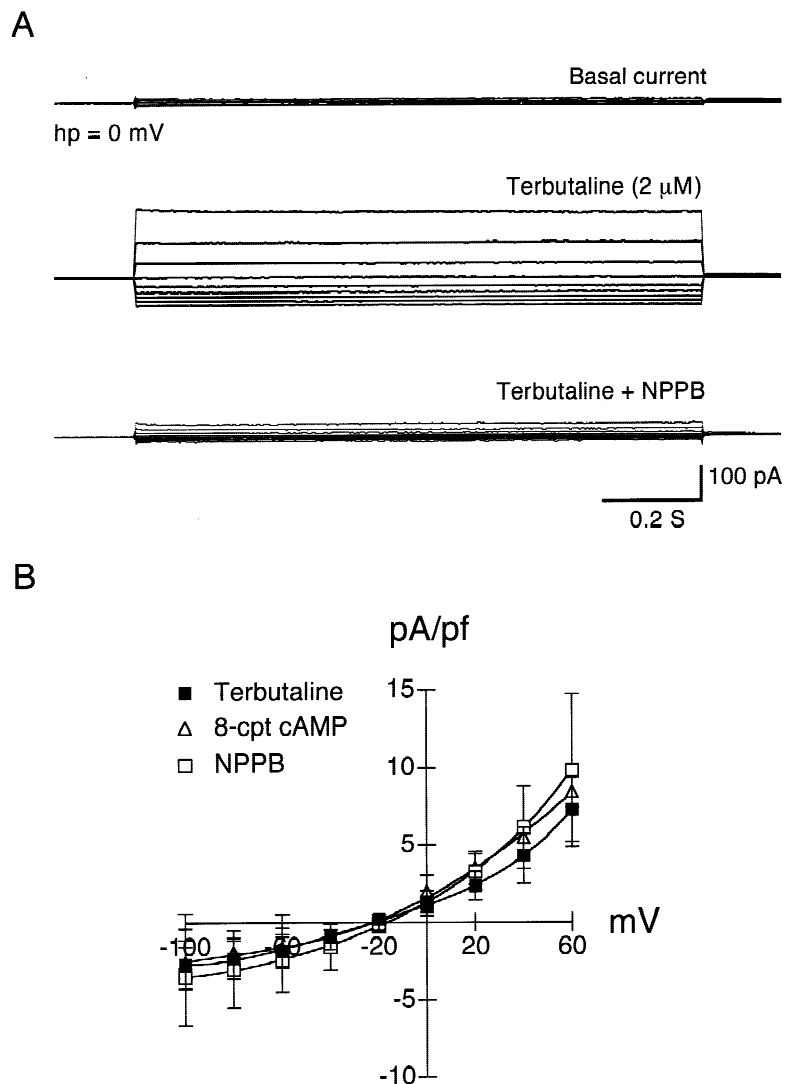 A
Basal current
hp = 0 mV
Terbutaline (2 µM)
Terbutaline + NPPB
100 pA
0.2 S
B
pA/pf
Terbutaline
8-cpt cAMP
NPPB
15
10
5
mV
-100 -60 -20 20 60
-5
-10